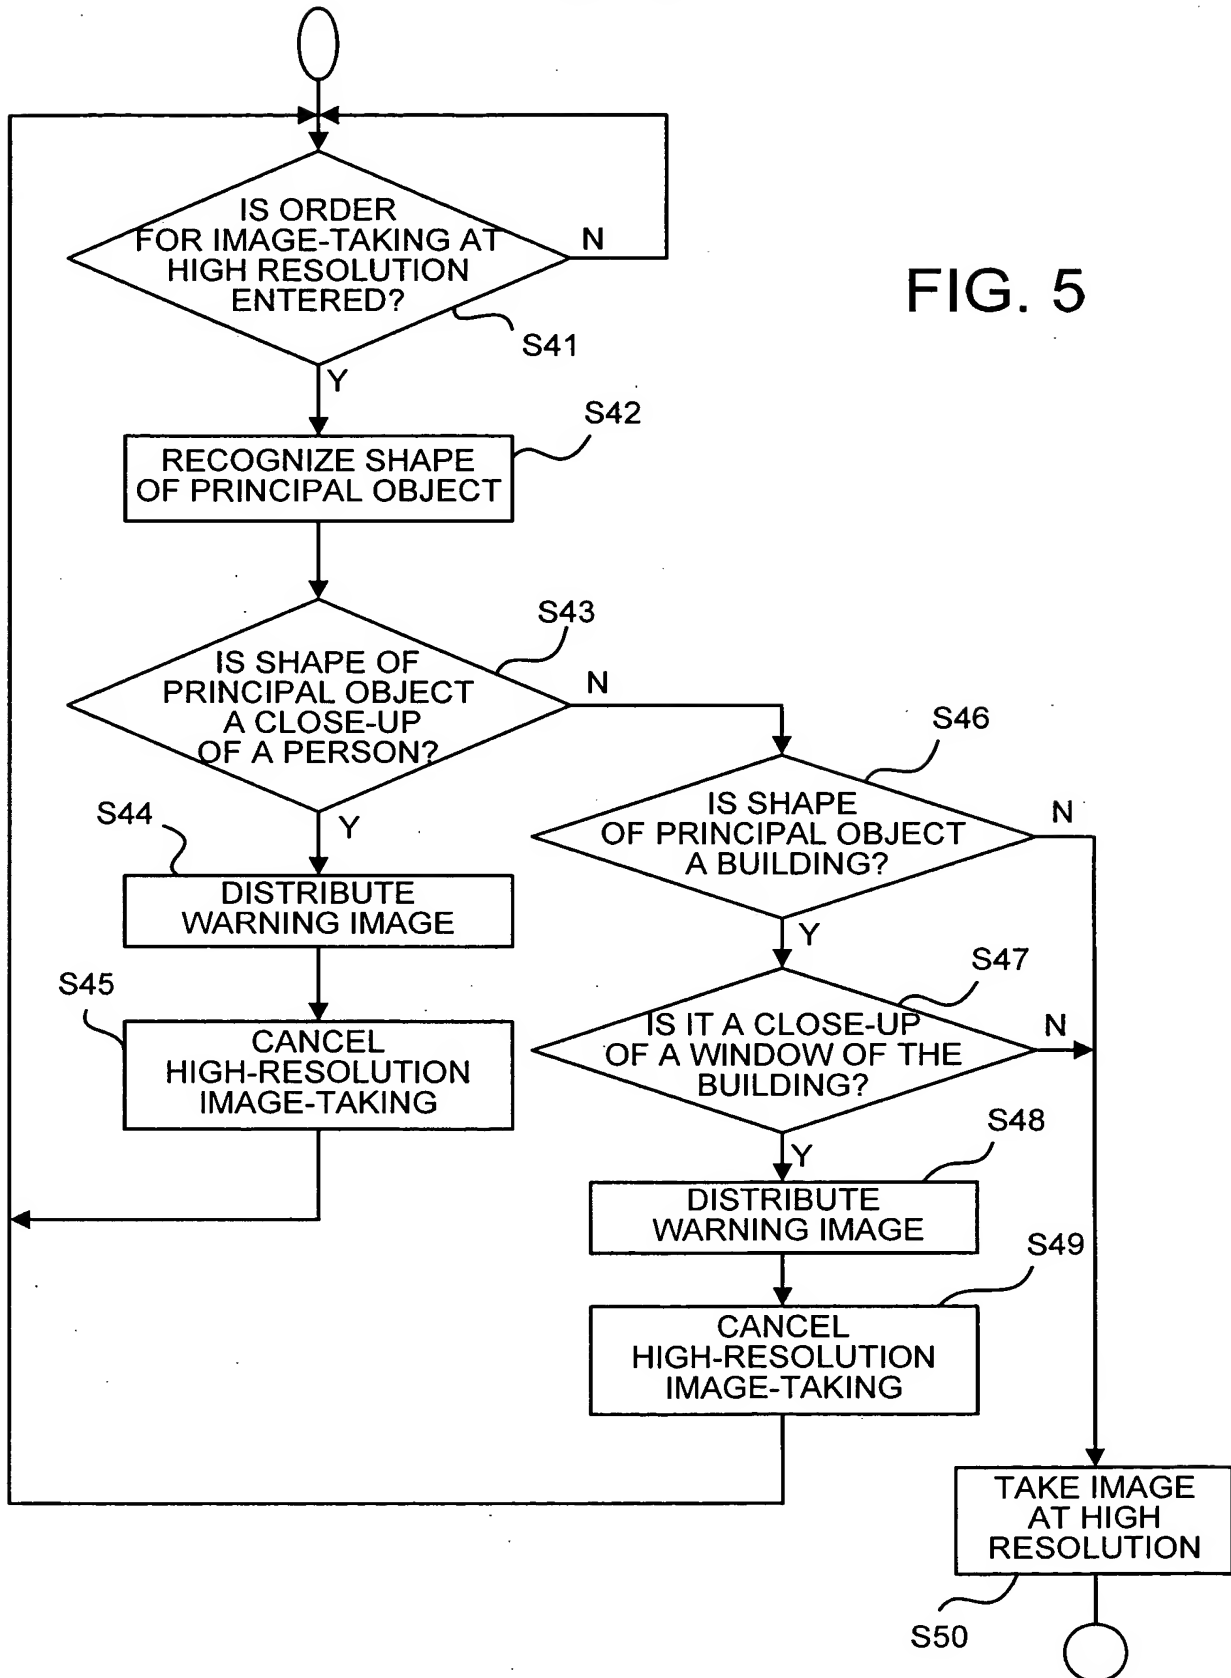 IS ORDER
FOR IMAGE-TAKING AT
HIGH RESOLUTION
ENTERED?
N
FIG. 5
S41
Y
S42
RECOGNIZE SHAPE
OF PRINCIPAL OBJECT
S43
IS SHAPE OF
PRINCIPAL OBJECT
A CLOSE-UP
OF A PERSON?
N
S44
Y
DISTRIBUTE
WARNING IMAGE
S45
CANCEL
HIGH-RESOLUTION
IMAGE-TAKING
S46
IS SHAPE
OF PRINCIPAL OBJECT
A BUILDING?
N
Y
S47
IS IT A CLOSE-UP
OF A WINDOW OF THE
BUILDING?
N
Y
S48
DISTRIBUTE
WARNING IMAGE
S49
CANCEL
HIGH-RESOLUTION
IMAGE-TAKING
TAKE IMAGE
AT HIGH
RESOLUTION
S50